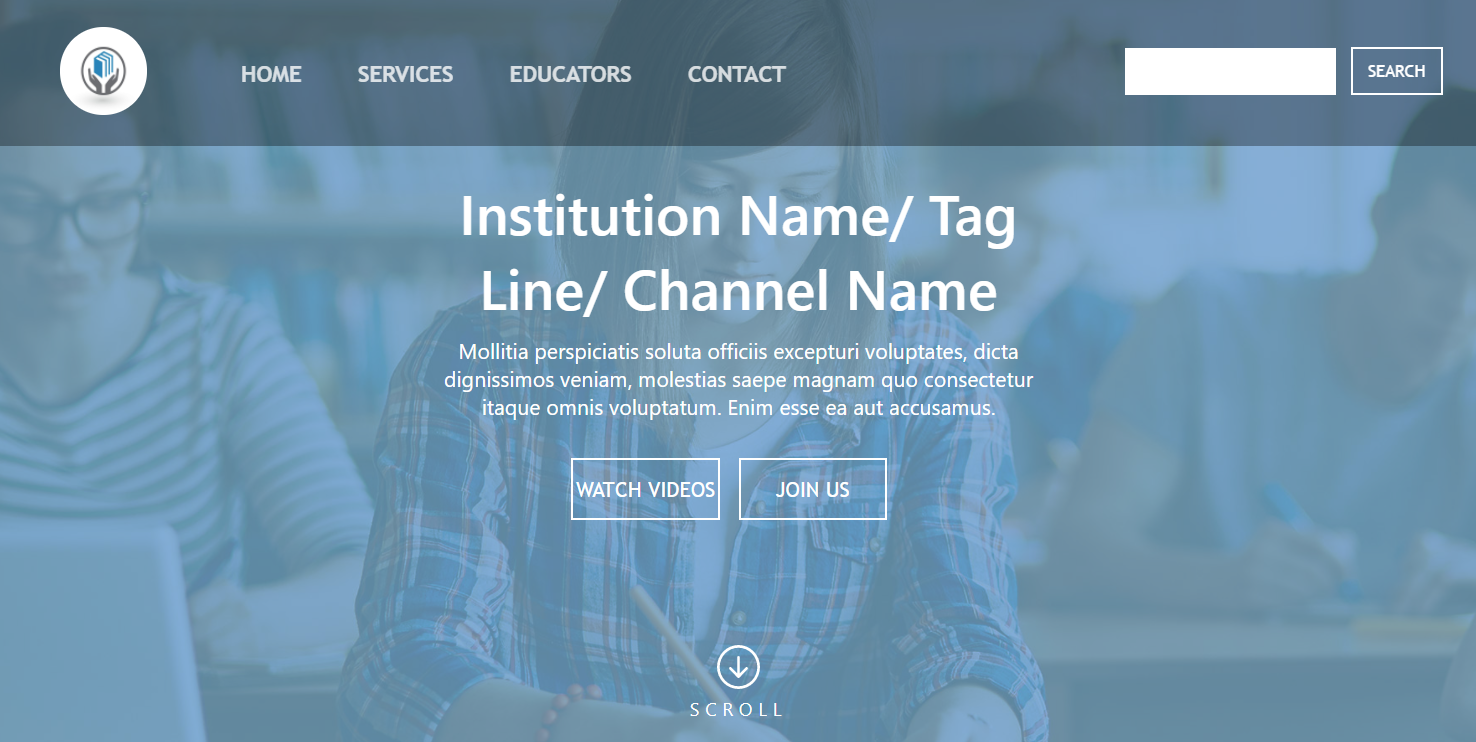 HOME SERVICES EDUCATORS CONTACT SEARCH
Institution Name/ Tag
Line/ Channel Name
Mollitia perspiciatis soluta officiis excepturi voluptates, dicta
dignissimos veniam, molestias saepe magnam quo consectetur
itaque omnis voluptatum. Enim esse ea aut accusamus.
WATCH VIDEOS JOIN US
SCROLL